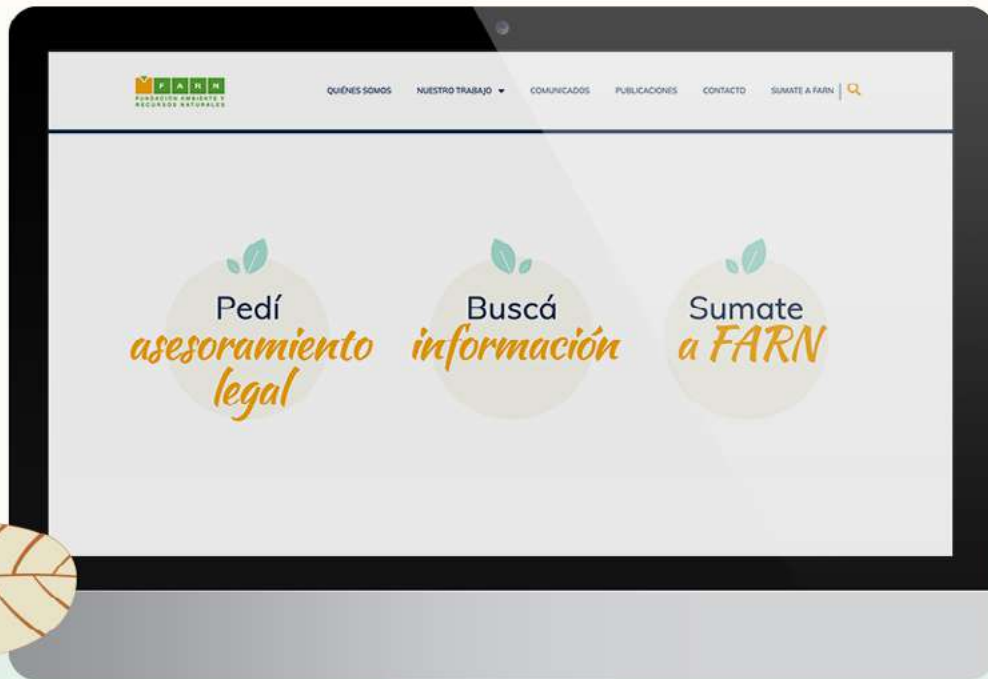 FARN
FUNDACIÓN AMBIENTE Y
RECURSOS NATURALES
QUIÉNES SOMOS NUESTRO TRABAJO COMUNICADOS PUBLICACIONES CONTACTO SUMATE A FARN
Pedí
asesoramiento
legal
Buscá
información
Sumate
a FARN